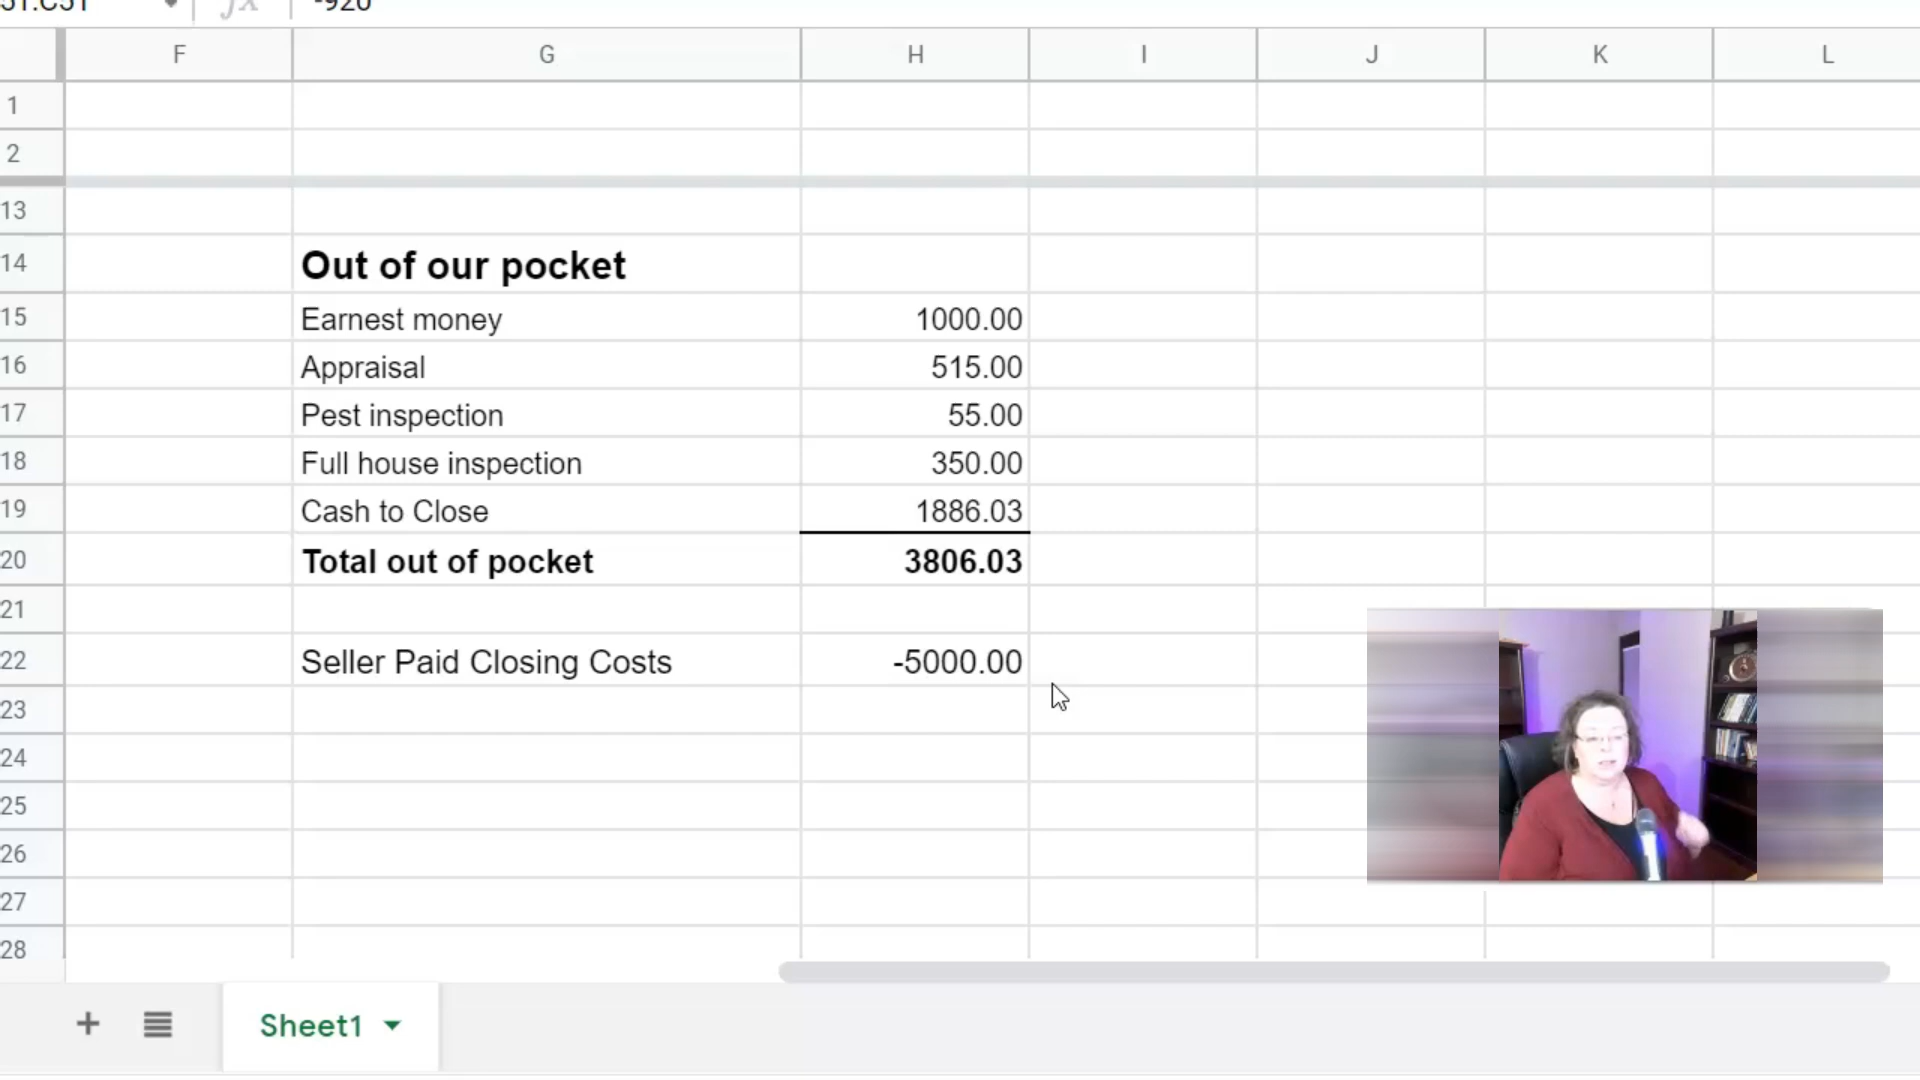 51:C51 fx -920
F G H I J K L
1
2
13
14 Out of our pocket
15 Earnest money 1000.00
16 Appraisal 515.00
17 Pest inspection 55.00
18 Full house inspection 350.00
19 Cash to Close 1886.03
20 Total out of pocket 3806.03
21
22 Seller Paid Closing Costs -5000.00
23
24
25
26
27
28
Sheet1